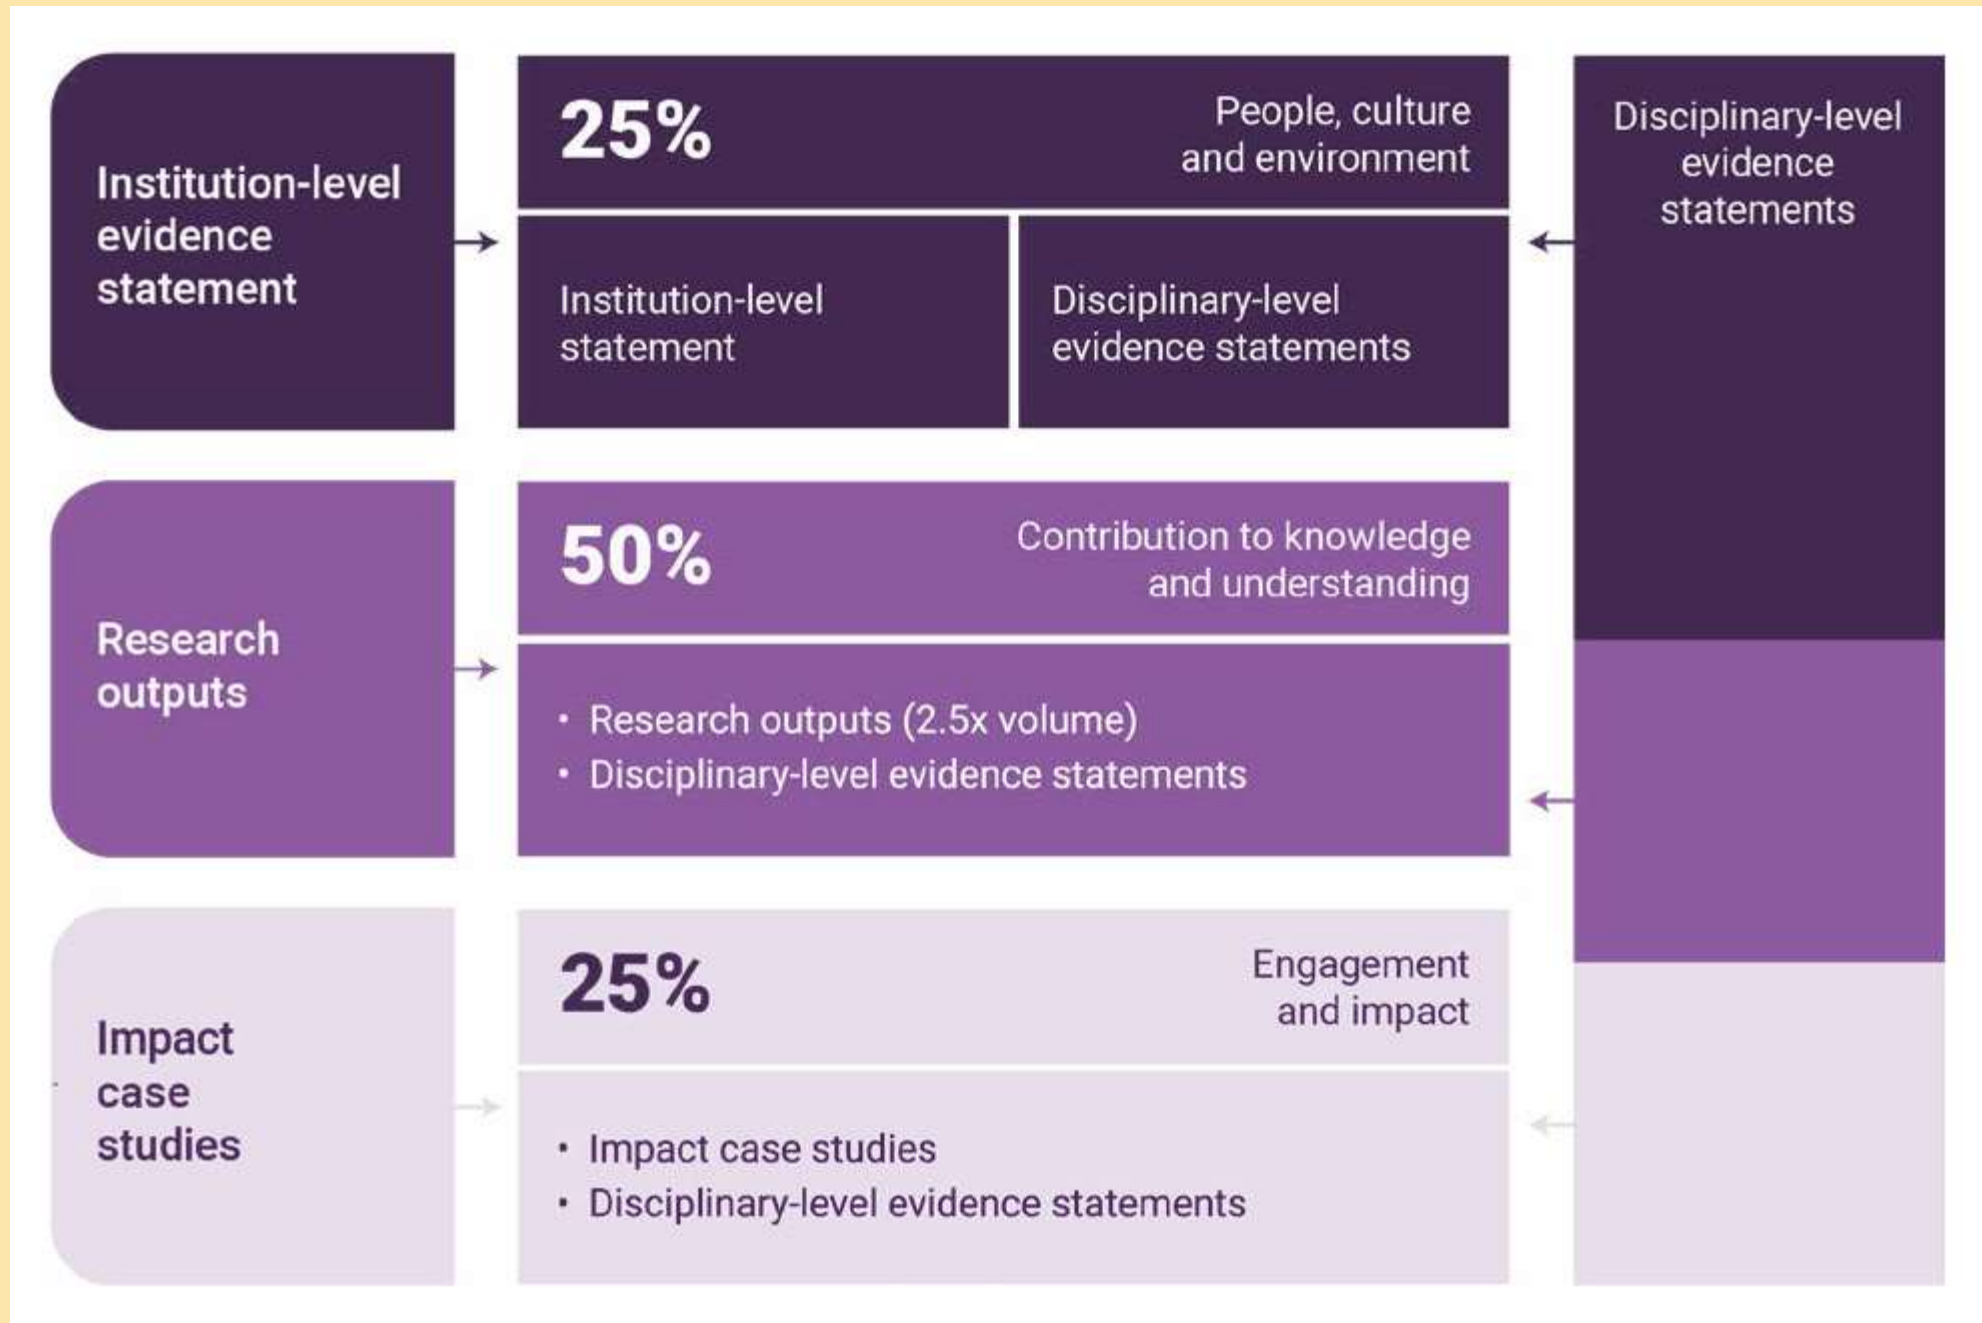 Institution-level
evidence
statement
25%
People, culture
and environment
Institution-level
statement
Disciplinary-level
evidence statements
Disciplinary-level
evidence
statements
Research
outputs
50%
Contribution to knowledge
and understanding
• Research outputs (2.5x volume)
• Disciplinary-level evidence statements
Impact
case
studies
25%
Engagement
and impact
• Impact case studies
• Disciplinary-level evidence statements